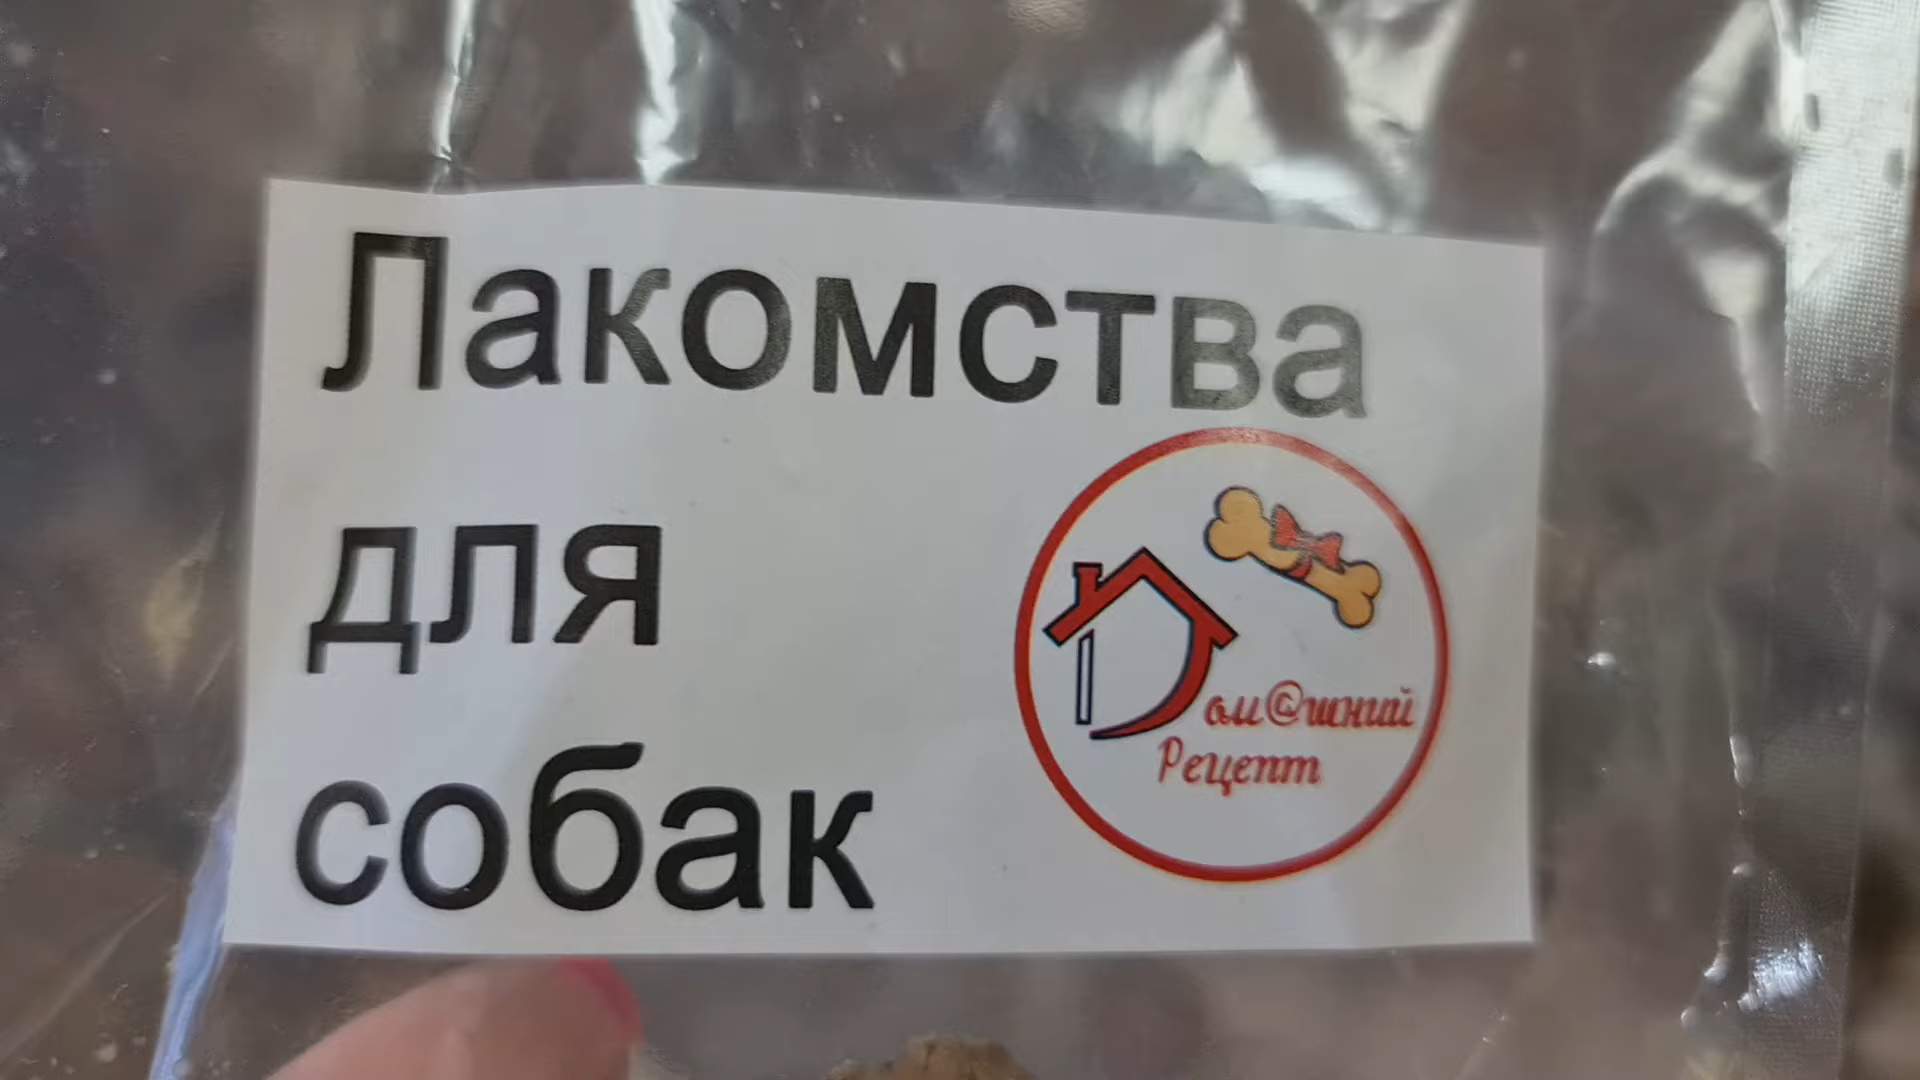 Лакомства
для
собак
Дом@шний
Рецепт